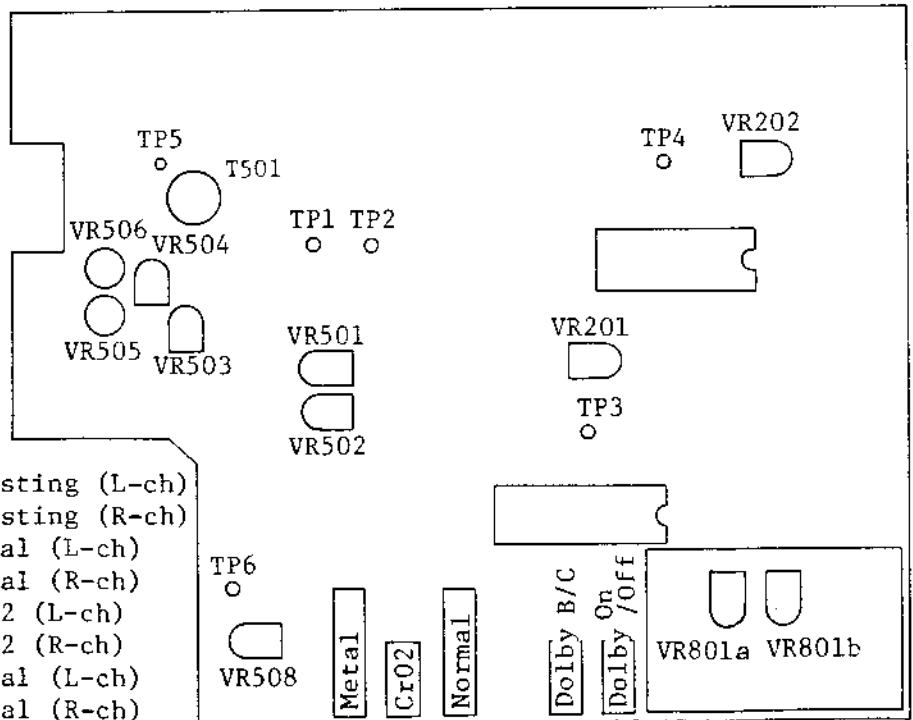 TP5
T501
TP4
VR202
VR506
VR504
TP1 TP2
VR505
VR503
VR501
VR502
VR201
TP3
sting (L-ch)
sting (R-ch)
al (L-ch)
al (R-ch)
2 (L-ch)
2 (R-ch)
al (L-ch)
al (R-ch)
TP6
VR508
Metal
CrO2
Normal
Dolby B/C
Dolby On
/Off
VR801a VR801b